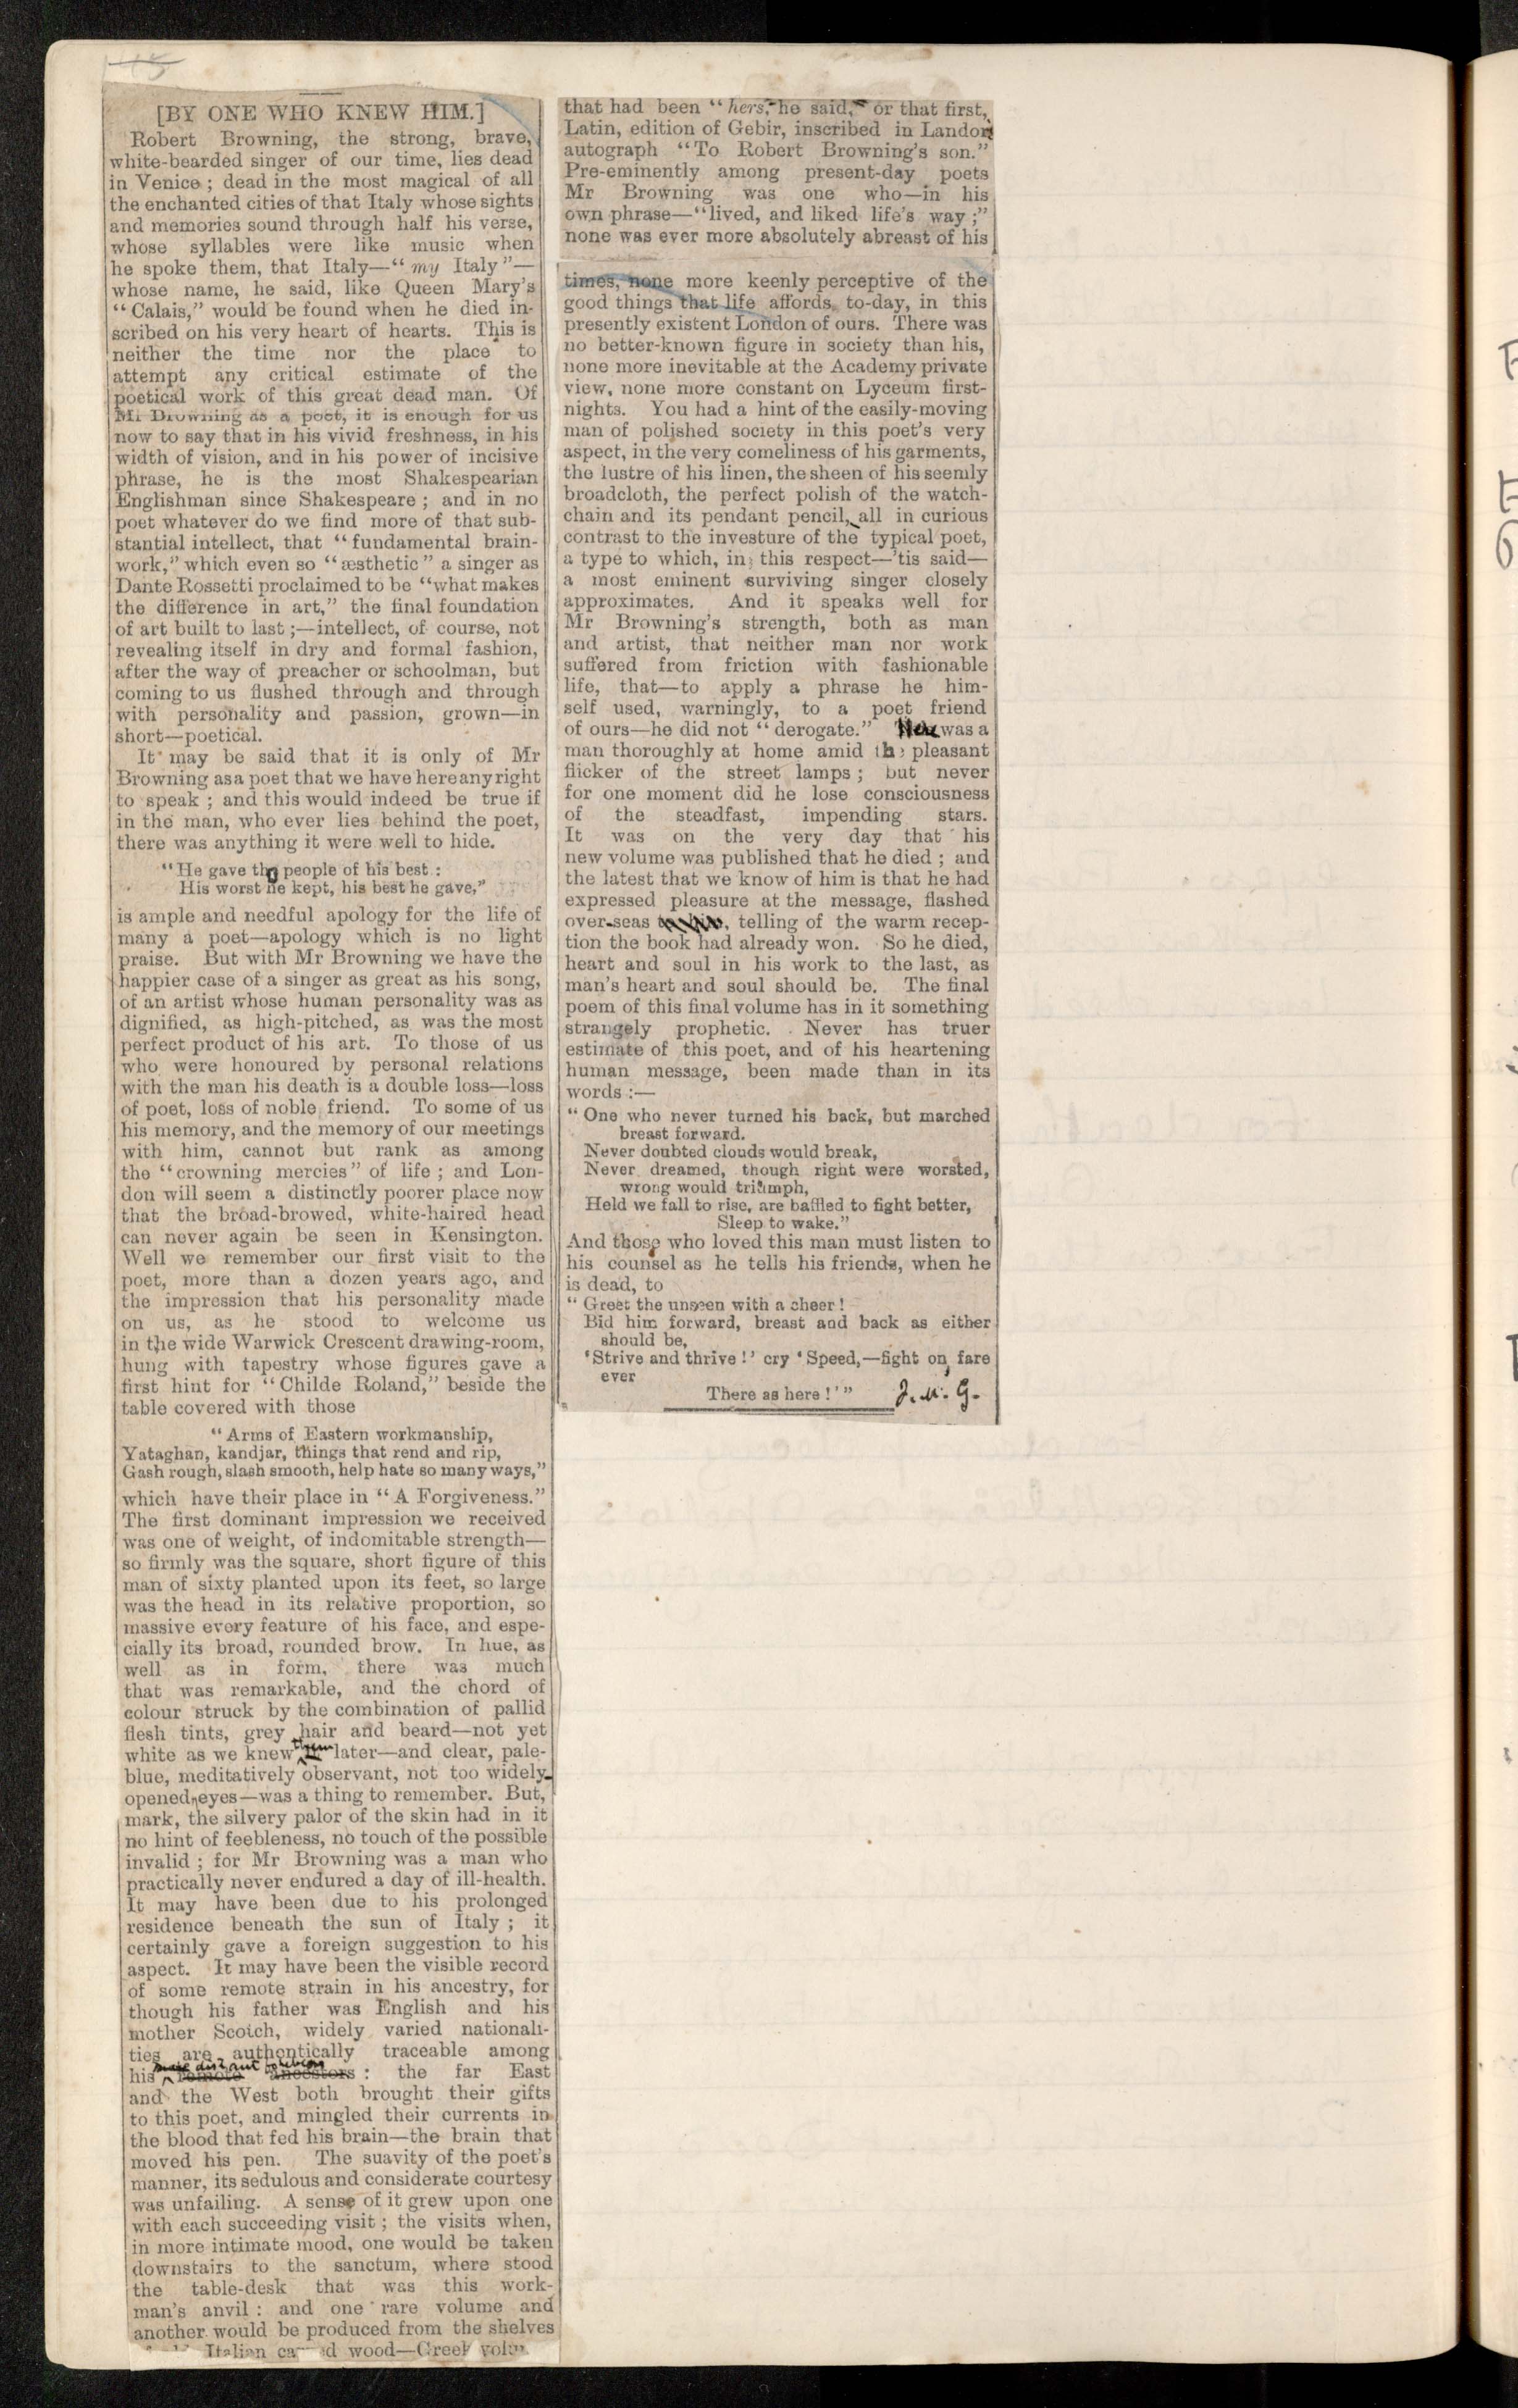 15
[BY ONE WHO KNEW HIM.]
Robert Browning, the strong, brave,
white-bearded singer of our time, lies dead
in Venice ; dead in the most magical of all
the enchanted cities of that Italy whose sights
and memories sound through half his verse,
whose syllables were like music when
he spoke them, that Italy—“ my Italy ”—
whose name, he said, like Queen Mary's
“ Calais,” would be found when he died in-
scribed on his very heart of hearts. This is
neither the time nor the place to
attempt any critical estimate of the
poetical work of this great dead man. Of
Mr Browning as a poet, it is enough for us
now to say that in his vivid freshness, in his
width of vision, and in his power of incisive
phrase, he is the most Shakespearian
Englishman since Shakespeare ; and in no
poet whatever do we find more of that sub-
stantial intellect, that “ fundamental brain-
work,” which even so “ æsthetic ” a singer as
Dante Rossetti proclaimed to be “what makes
the difference in art,” the final foundation
of art built to last ;—intellect, of course, not
revealing itself in dry and formal fashion,
after the way of preacher or schoolman, but
coming to us flushed through and through
with personality and passion, grown—in
short—poetical.
It may be said that it is only of Mr
Browning as a poet that we have here any right
to speak ; and this would indeed be true if
in the man, who ever lies behind the poet,
there was anything it were well to hide.
“ He gave the people of his best :
His worst he kept, his best he gave,”
is ample and needful apology for the life of
many a poet—apology which is no light
praise. But with Mr Browning we have the
happier case of a singer as great as his song,
of an artist whose human personality was as
dignified, as high-pitched, as was the most
perfect product of his art. To those of us
who were honoured by personal relations
with the man his death is a double loss—loss
of poet, loss of noble friend. To some of us
his memory, and the memory of our meetings
with him, cannot but rank as among
the “crowning mercies” of life ; and Lon-
don will seem a distinctly poorer place now
that the broad-browed, white-haired head
can never again be seen in Kensington.
Well we remember our first visit to the
poet, more than a dozen years ago, and
the impression that his personality made
on us, as he stood to welcome us
in the wide Warwick Crescent drawing-room,
hung with tapestry whose figures gave a
first hint for “ Childe Roland,” beside the
table covered with those
“ Arms of Eastern workmanship,
Yataghan, kandjar, things that rend and rip,
Gash rough, slash smooth, help hate so many ways,”
which have their place in “ A Forgiveness.”
The first dominant impression we received
was one of weight, of indomitable strength—
so firmly was the square, short figure of this
man of sixty planted upon its feet, so large
was the head in its relative proportion, so
massive every feature of his face, and espe-
cially its broad, rounded brow. In hue, as
well as in form, there was much
that was remarkable, and the chord of
colour struck by the combination of pallid
flesh tints, grey hair and beard—not yet
white as we knew them later—and clear, pale-
blue, meditatively observant, not too widely-
opened, eyes—was a thing to remember. But,
mark, the silvery palor of the skin had in it
no hint of feebleness, no touch of the possible
invalid ; for Mr Browning was a man who
practically never endured a day of ill-health.
It may have been due to his prolonged
residence beneath the sun of Italy ; it
certainly gave a foreign suggestion to his
aspect. It may have been the visible record
of some remote strain in his ancestry, for
though his father was English and his
mother Scotch, widely varied nationali-
ties are authentically traceable among
more distant forebears
his remote ancestors : the far East
and the West both brought their gifts
to this poet, and mingled their currents in
the blood that fed his brain—the brain that
moved his pen. The suavity of the poet's
manner, its sedulous and considerate courtesy
was unfailing. A sense of it grew upon one
with each succeeding visit ; the visits when,
in more intimate mood, one would be taken
downstairs to the sanctum, where stood
the table-desk that was this work-
man's anvil : and one rare volume and
another would be produced from the shelves
Italian carved wood—Greek
that had been “ hers,” he said, or that first,
Latin, edition of Gebir, inscribed in Landor
autograph “To Robert Browning's son.”
Pre-eminently among present-day poets
Mr Browning was one who—in his
own phrase—“lived, and liked life's way ;”
none was ever more absolutely abreast of his
times, none more keenly perceptive of the
good things that life affords, to-day, in this
presently existent London of ours. There was
no better-known figure in society than his,
none more inevitable at the Academy private
view, none more constant on Lyceum first-
nights. You had a hint of the easily-moving
man of polished society in this poet's very
aspect, in the very comeliness of his garments,
the lustre of his linen, the sheen of his seemly
broadcloth, the perfect polish of the watch-
chain and its pendant pencil, all in curious
contrast to the investure of the typical poet,
a type to which, in this respect—'tis said—
a most eminent surviving singer closely
approximates. And it speaks well for
Mr Browning's strength, both as man
and artist, that neither man nor work
suffered from friction with fashionable
life, that—to apply a phrase he him-
self used, warningly, to a poet friend
of ours—he did not “ derogate.” Here was a
man thoroughly at home amid the pleasant
flicker of the street lamps ; but never
for one moment did he lose consciousness
of the steadfast, impending stars.
It was on the very day that his
new volume was published that he died ; and
the latest that we know of him is that he had
expressed pleasure at the message, flashed
over-seas to him, telling of the warm recep-
tion the book had already won. So he died,
heart and soul in his work to the last, as
man's heart and soul should be. The final
poem of this final volume has in it something
strangely prophetic. Never has truer
estimate of this poet, and of his heartening
human message, been made than in its
words :—
“ One who never turned his back, but marched
breast forward.
Never doubted clouds would break,
Never dreamed, though right were worsted,
wrong would triumph,
Held we fall to rise, are baffled to fight better,
Sleep to wake.”
And those who loved this man must listen to
his counsel as he tells his friends, when he
is dead, to
“ Greet the unseen with a cheer !
Bid him forward, breast and back as either
should be,
‘Strive and thrive !’ cry ‘Speed,—fight on, fare
ever
There as here !’ ” J. M. G.